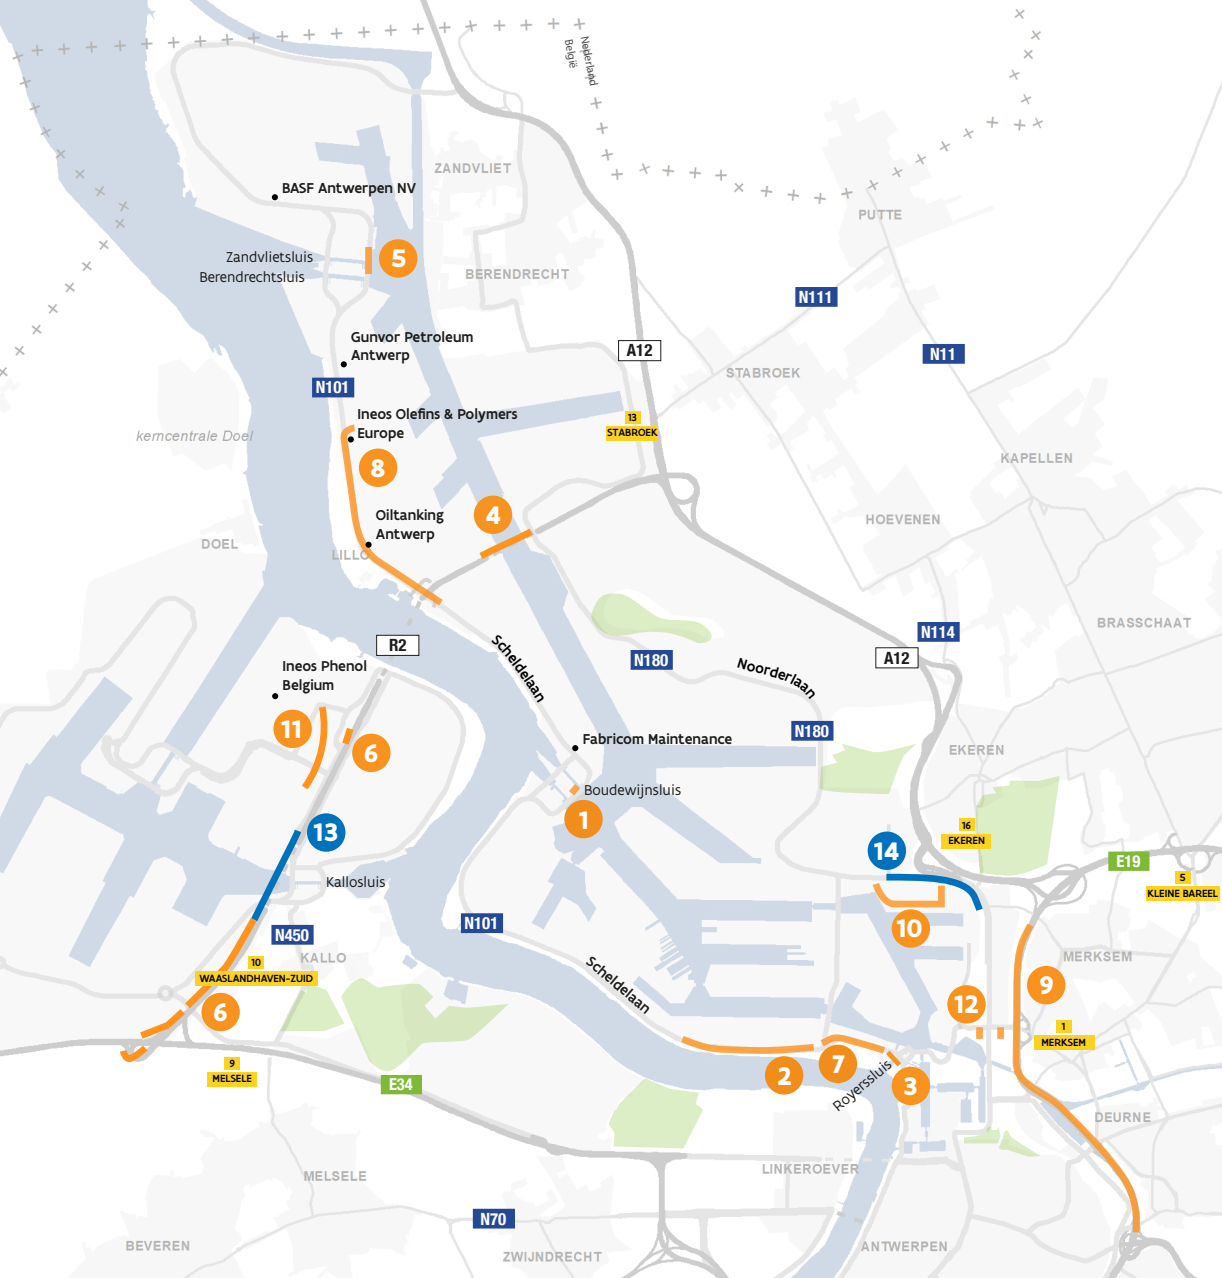 Nederland
België
ZANDVLIET
BASF Antwerpen NV
PUTTE
Zandvlietsluis
Berendrechtsluis
5
BERENDRECHT
N111
Gunvor Petroleum
Antwerp
A12
N11
STABROEK
N101
Ineos Olefins & Polymers
Europe
13
STABROEK
kerncentrale Doel
8
KAPELLEN
Oiltanking
Antwerp
4
HOEVENEN
DOEL
LILLO
BRASSCHAAT
N114
R2
Scheldelaan
N180
A12
Ineos Phenol
Belgium
Noorderlaan
11
6
Fabricom Maintenance
N180
EKEREN
Boudewijnsluis
1
13
16
EKEREN
14
E19
5
KLEINE BAREEL
Kallosluis
N101
N450
10
KALLO
10
WAASLANDHAVEN-ZUID
MERKSEM
Scheldelaan
9
12
6
1
MERKSEM
9
MELSELE
2
7
Royerssluis
3
E34
DEURNE
MELSELE
LINKEROEVER
N70
BEVEREN
ZWIJNDRECHT
ANTWERPEN